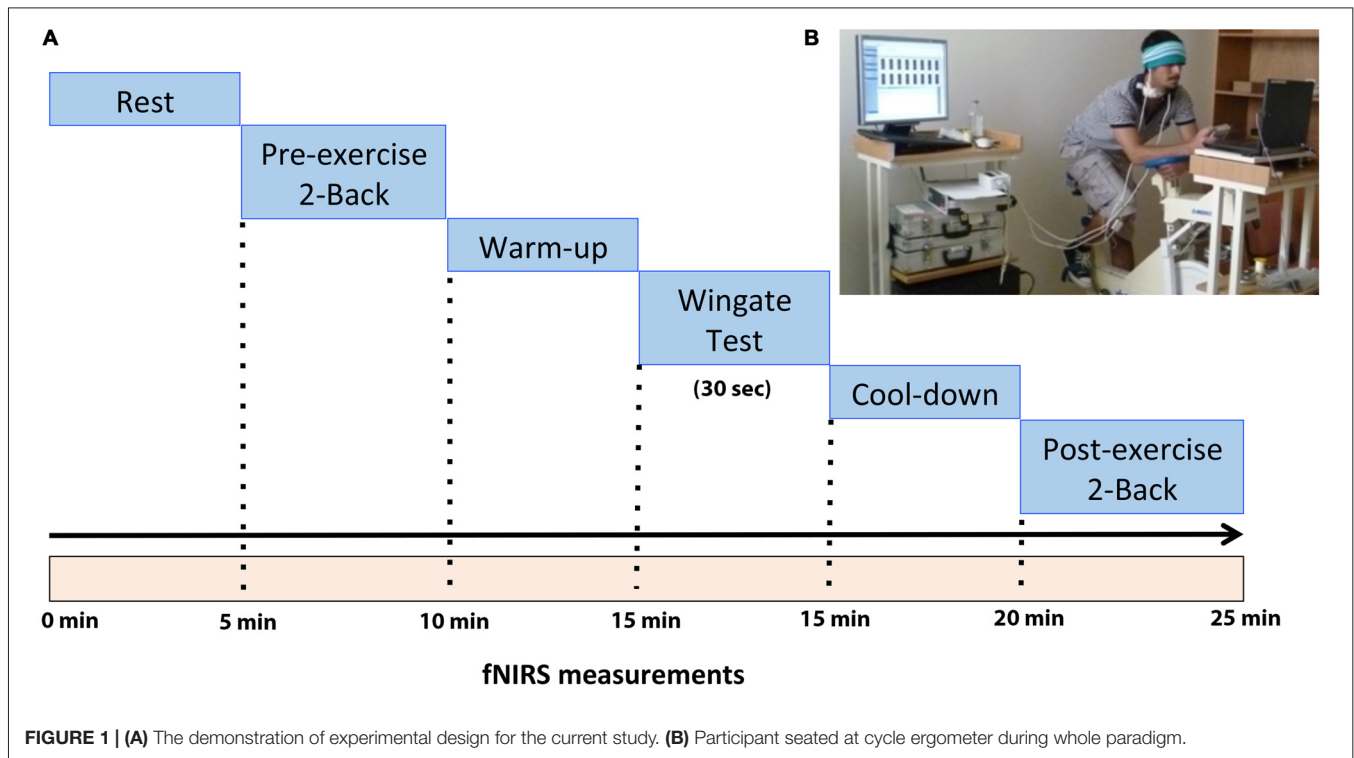 A
B
Rest
Pre-exercise
2-Back
Warm-up
Wingate
Test
(30 sec)
Cool-down
Post-exercise
2-Back
0 min 5 min 10 min 15 min 15 min 20 min 25 min
fNIRS measurements
FIGURE 1 | (A) The demonstration of experimental design for the current study. (B) Participant seated at cycle ergometer during whole paradigm.